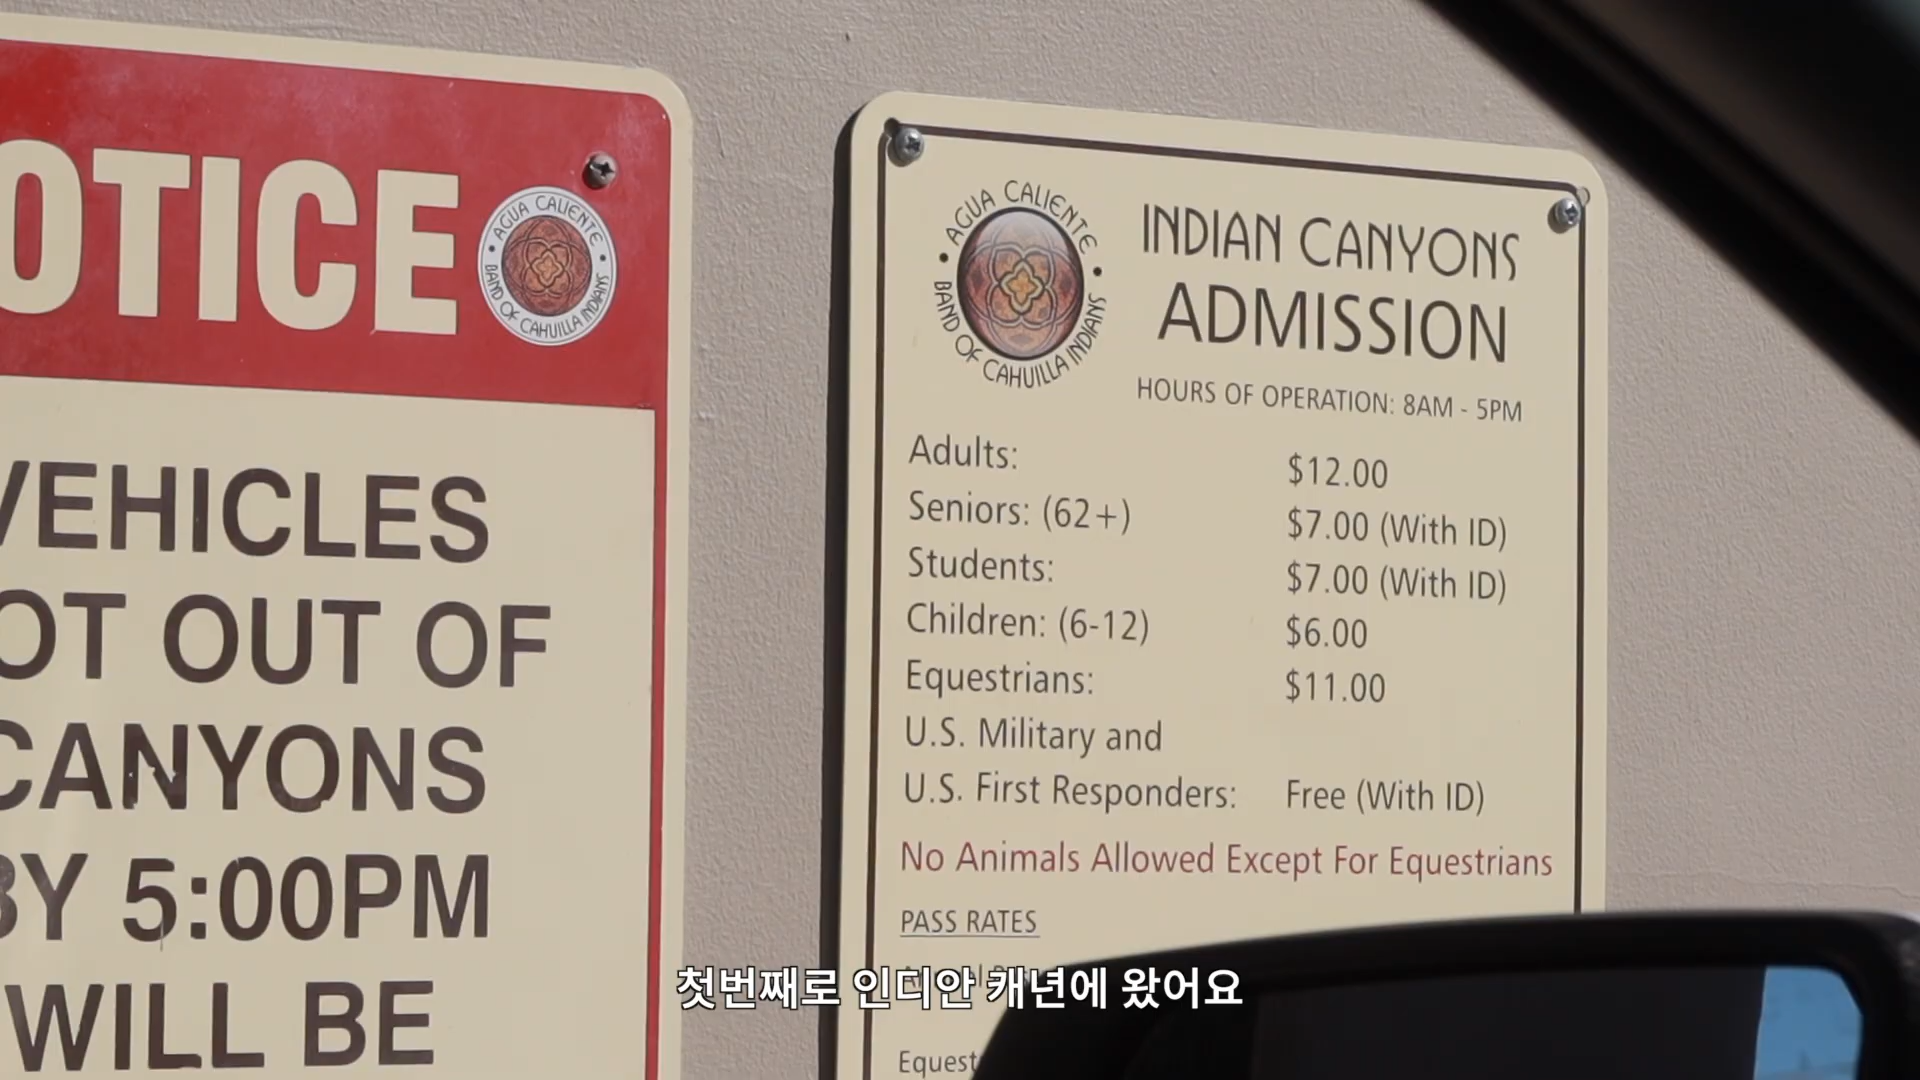 OTICE
AGUA CALIENTE
BAND OF CAHUILLA INDIANS
VEHICLES
OT OUT OF
CANYONS
BY 5:00PM
WILL BE
AGUA CALIENTE
BAND OF CAHUILLA INDIANS
INDIAN CANYONS
ADMISSION
HOURS OF OPERATION: 8AM - 5PM
Adults: $12.00
Seniors: (62+) $7.00 (With ID)
Students: $7.00 (With ID)
Children: (6-12) $6.00
Equestrians: $11.00
U.S. Military and
U.S. First Responders: Free (With ID)
No Animals Allowed Except For Equestrians
PASS RATES
Equest
첫번째로 인디안 캐년에 왔어요